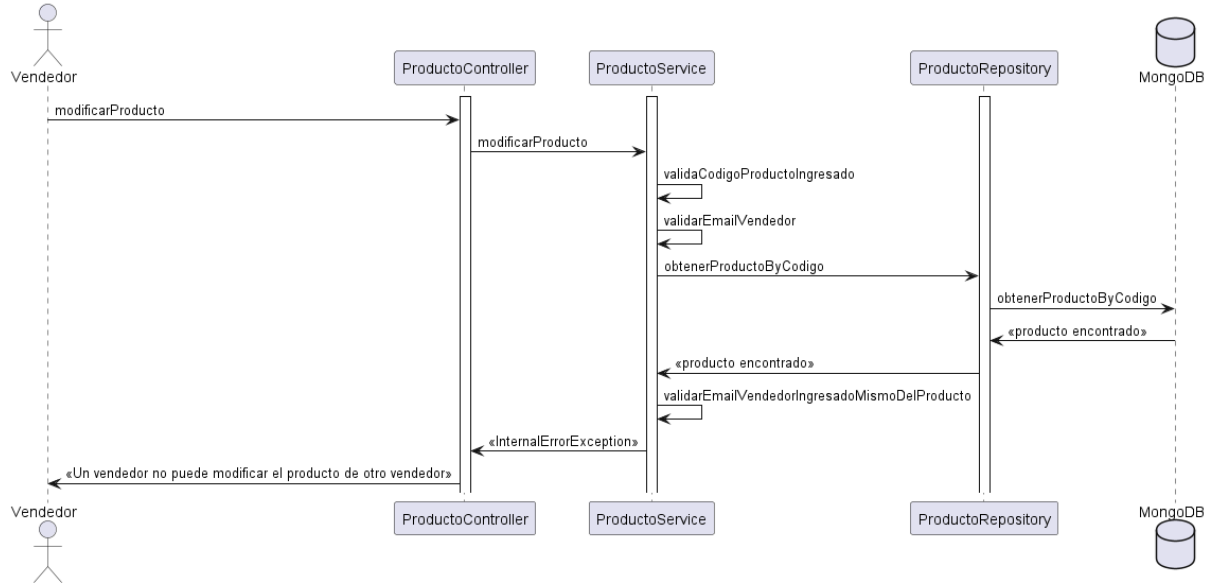 Vendedor
ProductoController
ProductoService
ProductoRepository
MongoDB
modificarProducto
modificarProducto
validaCodigoProductoIngresado
validarEmailVendedor
obtenerProductoByCodigo
obtenerProductoByCodigo
«producto encontrado»
«producto encontrado»
validarEmailVendedorIngresadoMismoDelProducto
«InternalErrorException»
«Un vendedor no puede modificar el producto de otro vendedor»
Vendedor
ProductoController
ProductoService
ProductoRepository
MongoDB